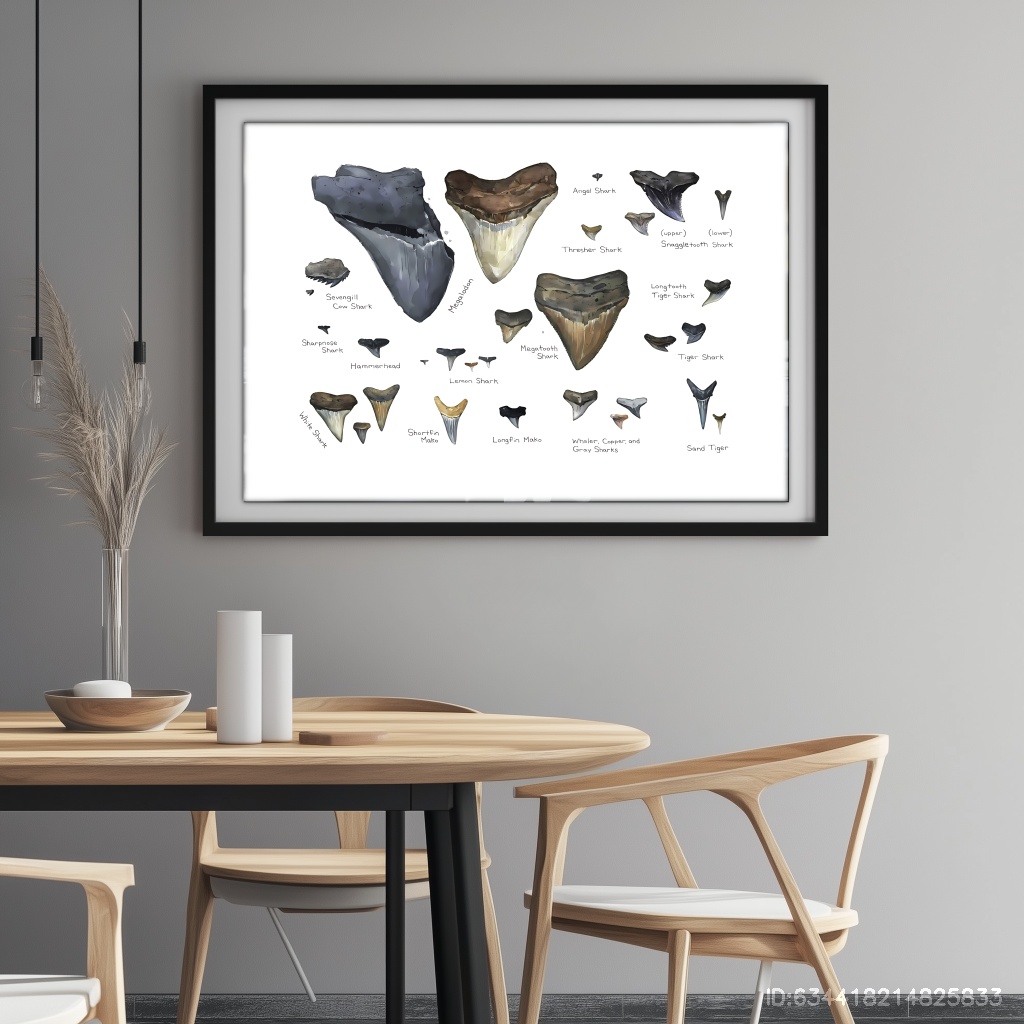 Angel Shark
Thresher Shark
(upper)
(lower)
Snaggletooth Shark
Megalodon
Sevengill
Cow Shark
Longtooth
Tiger Shark
Sharpnose
Shark
Hammerhead
Lemon Shark
Megatooth
Shark
Tiger Shark
White Shark
Shortfin
Mako
Longfin Mako
Whaler, Copper, and
Gray Sharks
Sand Tiger
ID:634418214825833